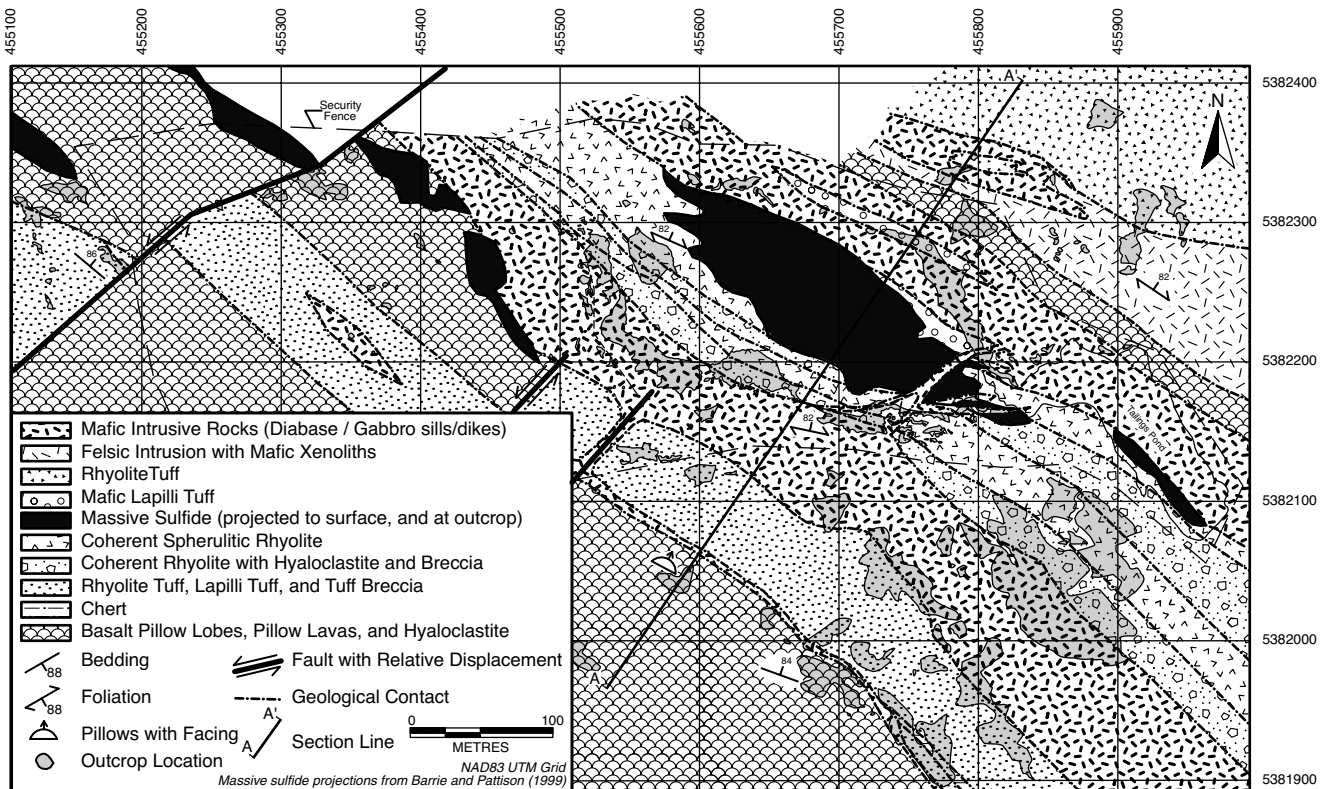 455100 455200 455300 455400 455500 455600 455700 455800 455900
A'
5382400
Security
Fence
N
82
5382300
86
82
5382200
82
Tailings Pond
5382100
84
5382000
A
5381900
Mafic Intrusive Rocks (Diabase / Gabbro sills/dikes)
Felsic Intrusion with Mafic Xenoliths
RhyoliteTuff
Mafic Lapilli Tuff
Massive Sulfide (projected to surface, and at outcrop)
Coherent Spherulitic Rhyolite
Coherent Rhyolite with Hyaloclastite and Breccia
Rhyolite Tuff, Lapilli Tuff, and Tuff Breccia
Chert
Basalt Pillow Lobes, Pillow Lavas, and Hyaloclastite
88 Bedding
Fault with Relative Displacement
88 Foliation
Geological Contact
Pillows with Facing
A' A Section Line
Outcrop Location
0 100
METRES
NAD83 UTM Grid
Massive sulfide projections from Barrie and Pattison (1999)